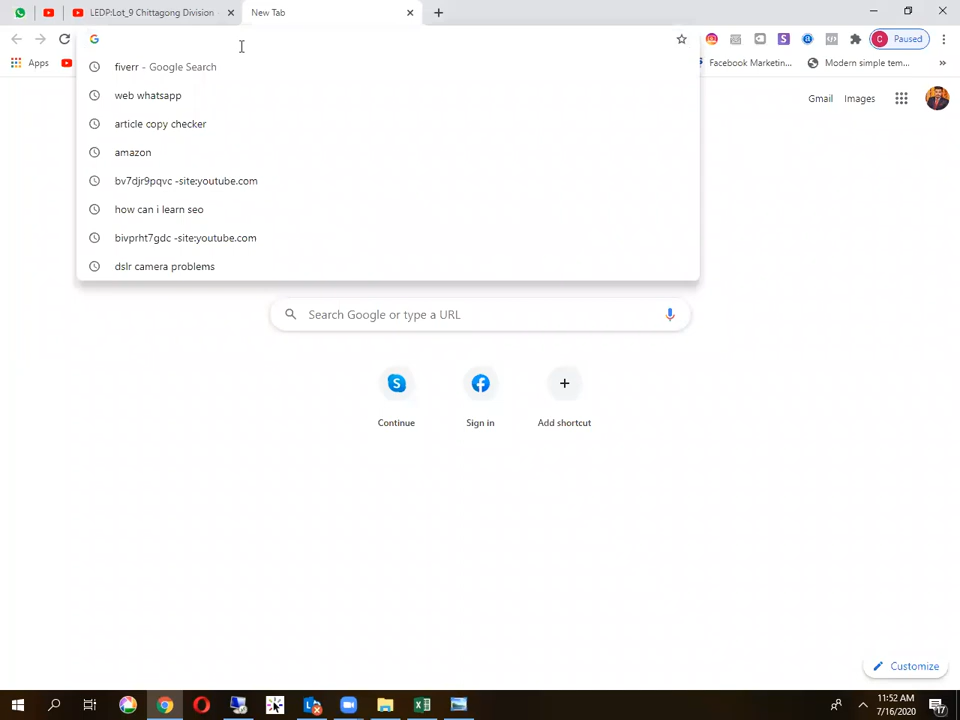 LEDP:Lot_9 Chittagong Division
New Tab
Paused
fiverr - Google Search
web whatsapp
article copy checker
amazon
bv7djr9pqvc -site:youtube.com
how can i learn seo
bivprht7gdc -site:youtube.com
dslr camera problems
Apps
Facebook Marketin...
Modern simple tem...
Gmail
Images
Search Google or type a URL
Continue
Sign in
Add shortcut
Customize
11:52 AM
7/16/2020
17